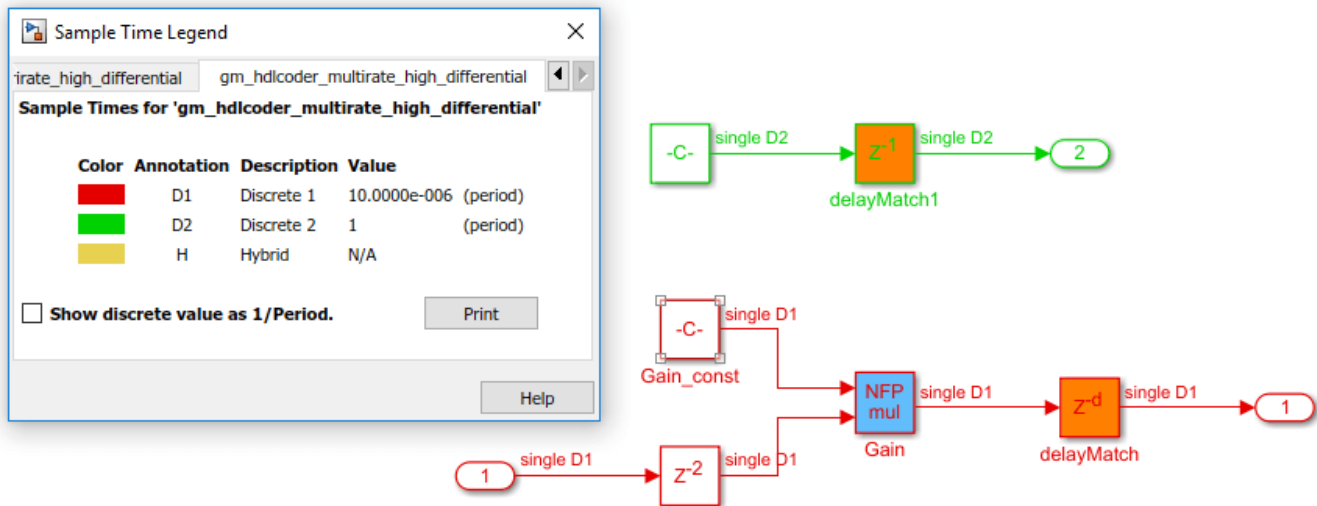 Sample Time Legend
irate_high_differential gm_hdlcoder_multirate_high_differential
Sample Times for 'gm_hdlcoder_multirate_high_differential'
Color Annotation Description Value
D1 Discrete 1 10.0000e-006 (period)
D2 Discrete 2 1 (period)
H Hybrid N/A
Show discrete value as 1/Period.
Print
Help
-C-
single D2
Z-1
single D2
2
delayMatch1
-C-
single D1
Gain_const
NFP
mul
single D1
Z-d
single D1
1
Gain
delayMatch
1
single D1
Z-2
single D1